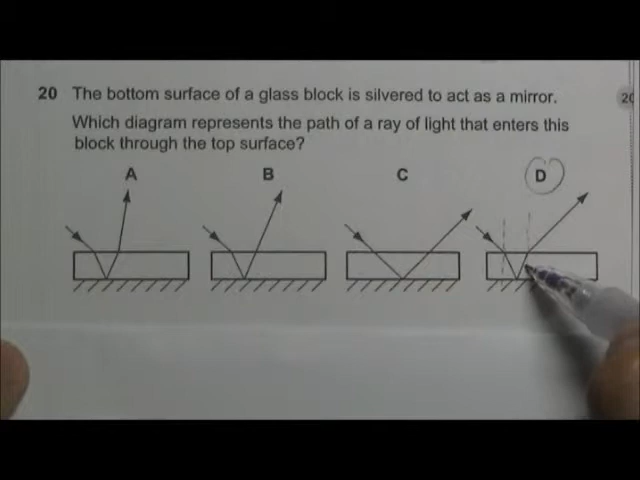 20 The bottom surface of a glass block is silvered to act as a mirror.
Which diagram represents the path of a ray of light that enters this
block through the top surface?
A B C D
20